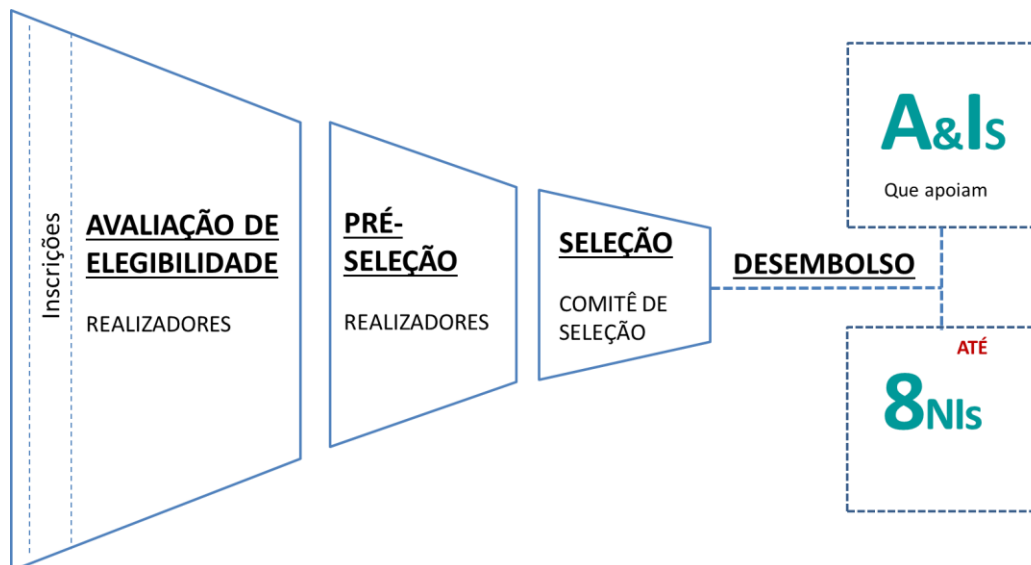 Inscrições
AVALIAÇÃO DE
ELEGIBILIDADE
REALIZADORES
PRÉ-
SELEÇÃO
REALIZADORES
SELEÇÃO
COMITÊ DE
SELEÇÃO
DESEMBOLSO
A&Is
Que apoiam
ATÉ
8NIs